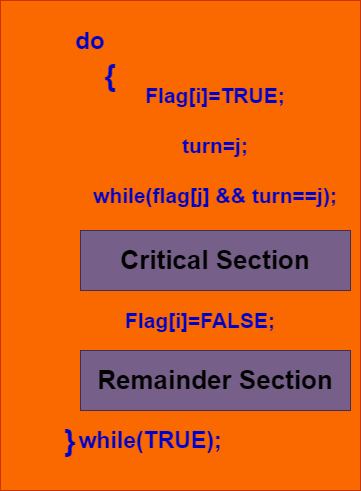 do
{
Flag[i]=TRUE;
turn=j;
while(flag[j] && turn==j);
Critical Section
Flag[i]=FALSE;
Remainder Section
}while(TRUE);